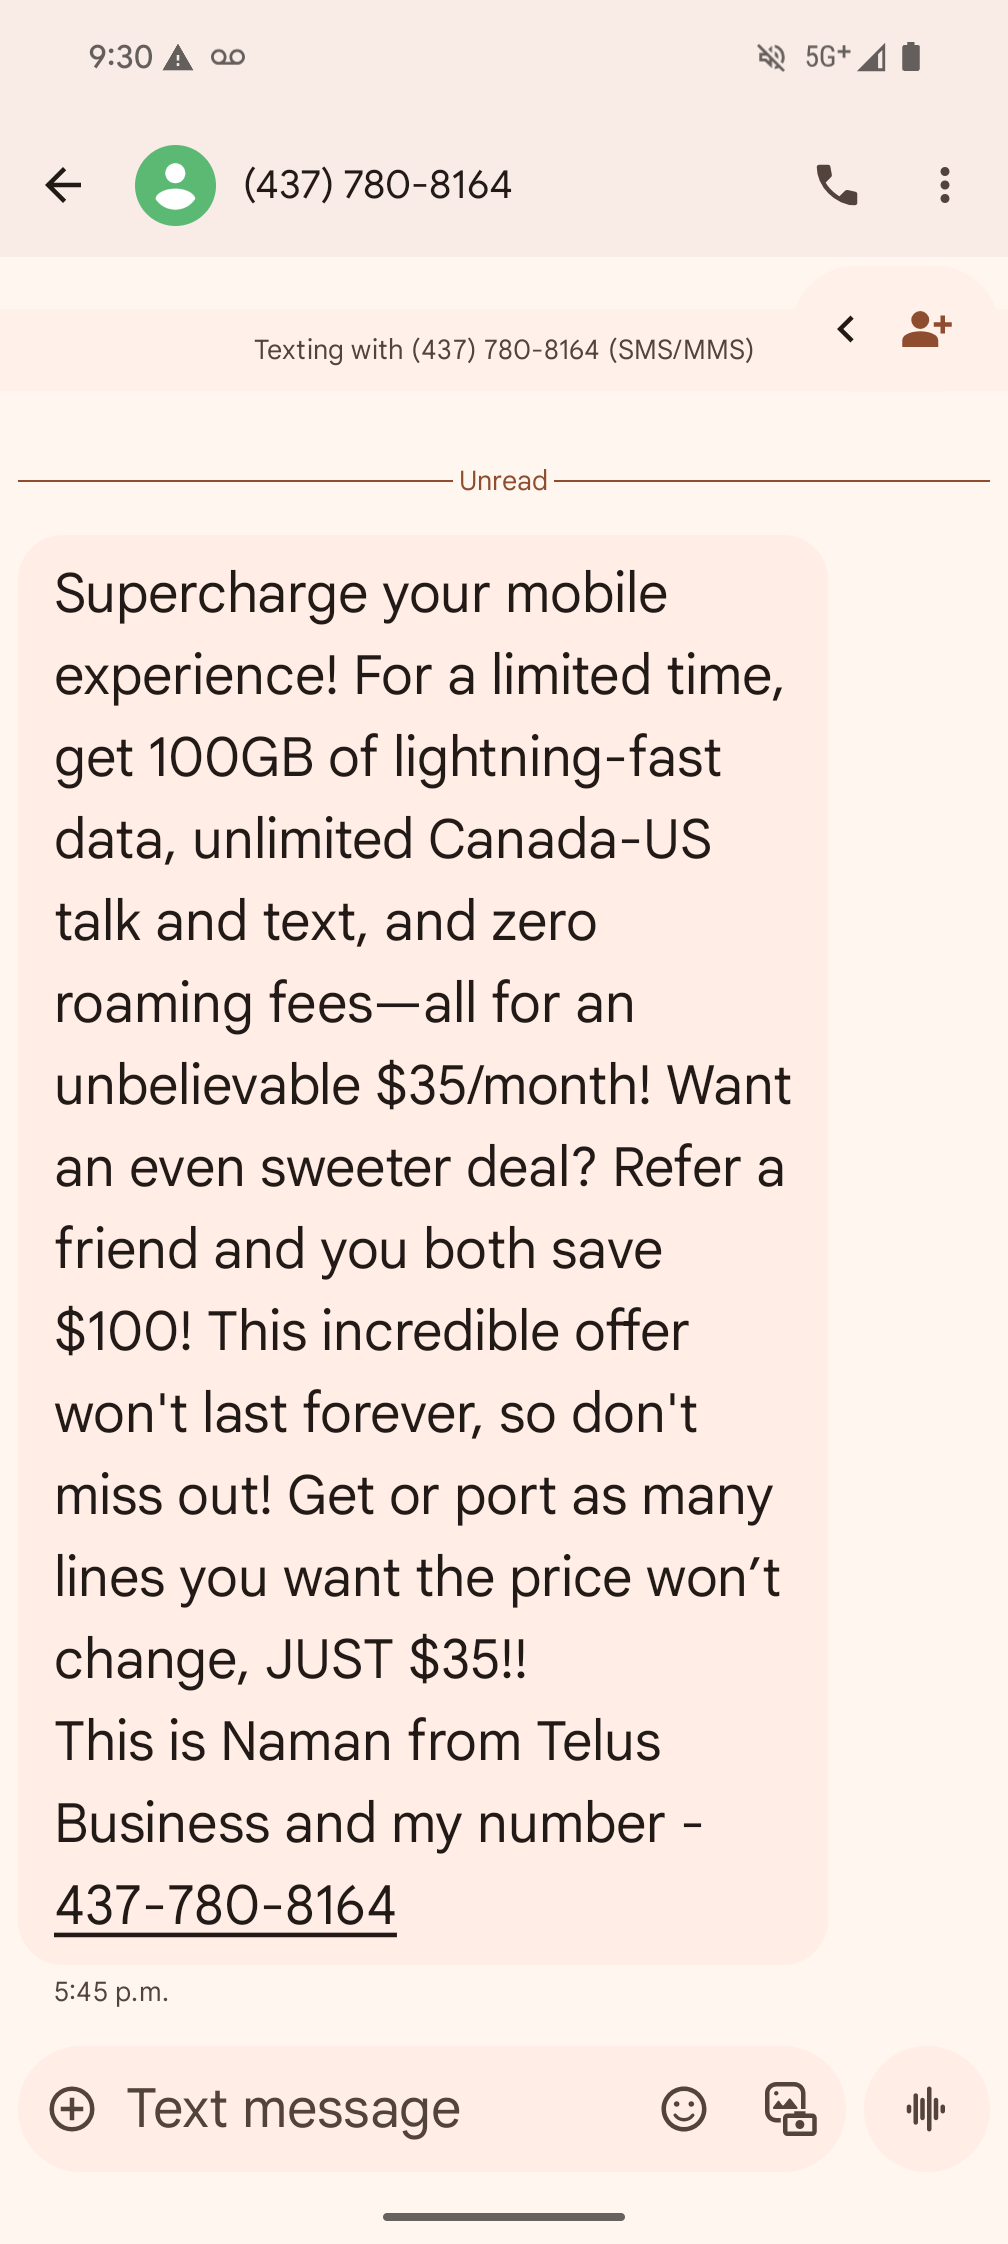 9:30
5G+
(437) 780-8164
Texting with (437) 780-8164 (SMS/MMS)
Unread
Supercharge your mobile
experience! For a limited time,
get 100GB of lightning-fast
data, unlimited Canada-US
talk and text, and zero
roaming fees—all for an
unbelievable $35/month! Want
an even sweeter deal? Refer a
friend and you both save
$100! This incredible offer
won't last forever, so don't
miss out! Get or port as many
lines you want the price won’t
change, JUST $35!!
This is Naman from Telus
Business and my number -
437-780-8164
5:45 p.m.
Text message